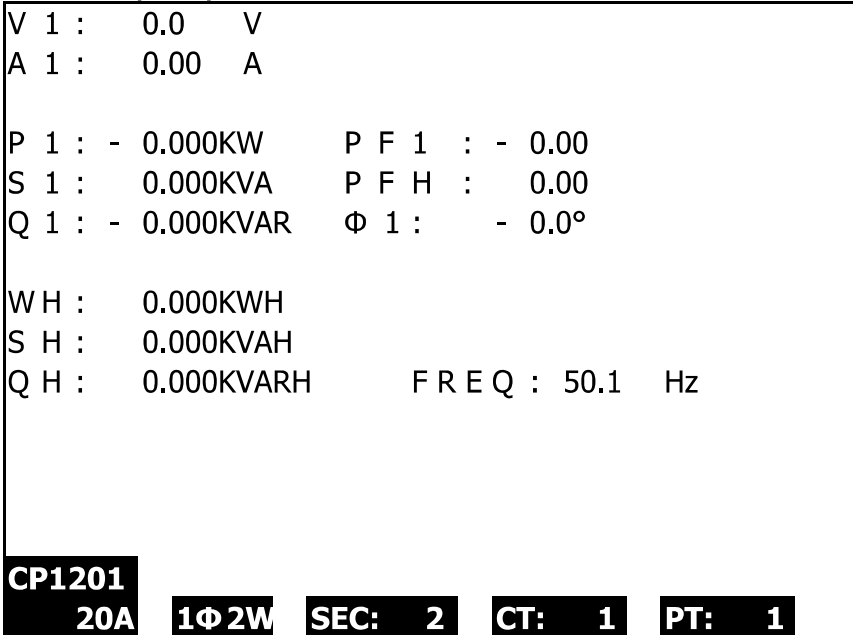 V 1 : 0.0 V
A 1 : 0.00 A
P 1 : - 0.000KW P F 1 : - 0.00
S 1 : 0.000KVA P F H : 0.00
Q 1 : - 0.000KVAR Φ 1 : - 0.0°
W H : 0.000KWH
S H : 0.000KVAH
Q H : 0.000KVARH F R E Q : 50.1 Hz
CP1201
20A 1Φ2W SEC: 2 CT: 1 PT: 1